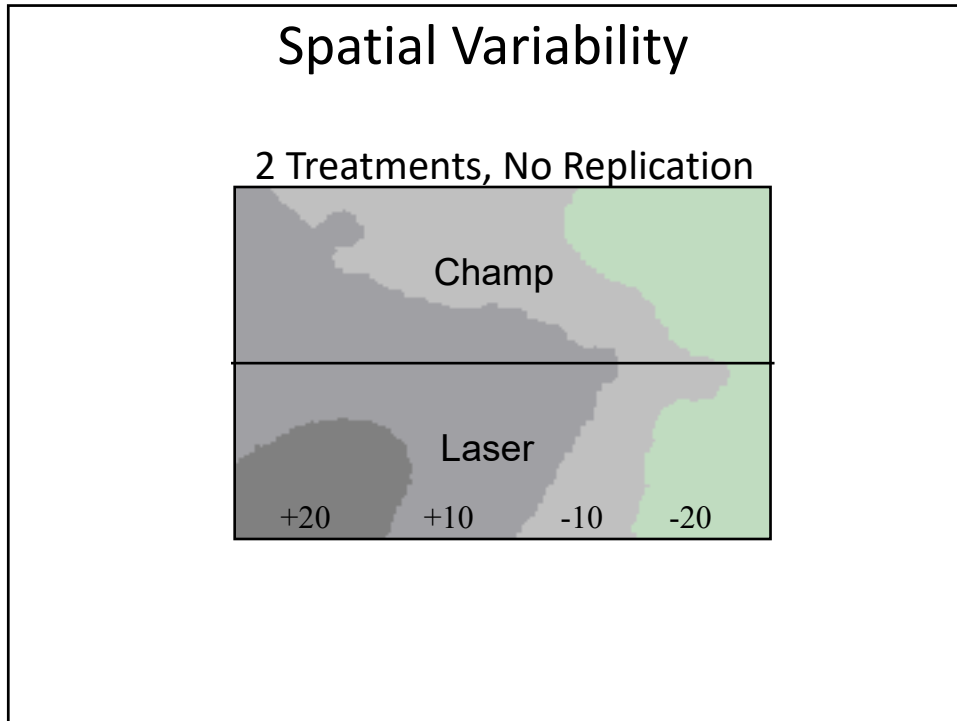 Spatial Variability
2 Treatments, No Replication
Champ
Laser
+20 +10 -10 -20